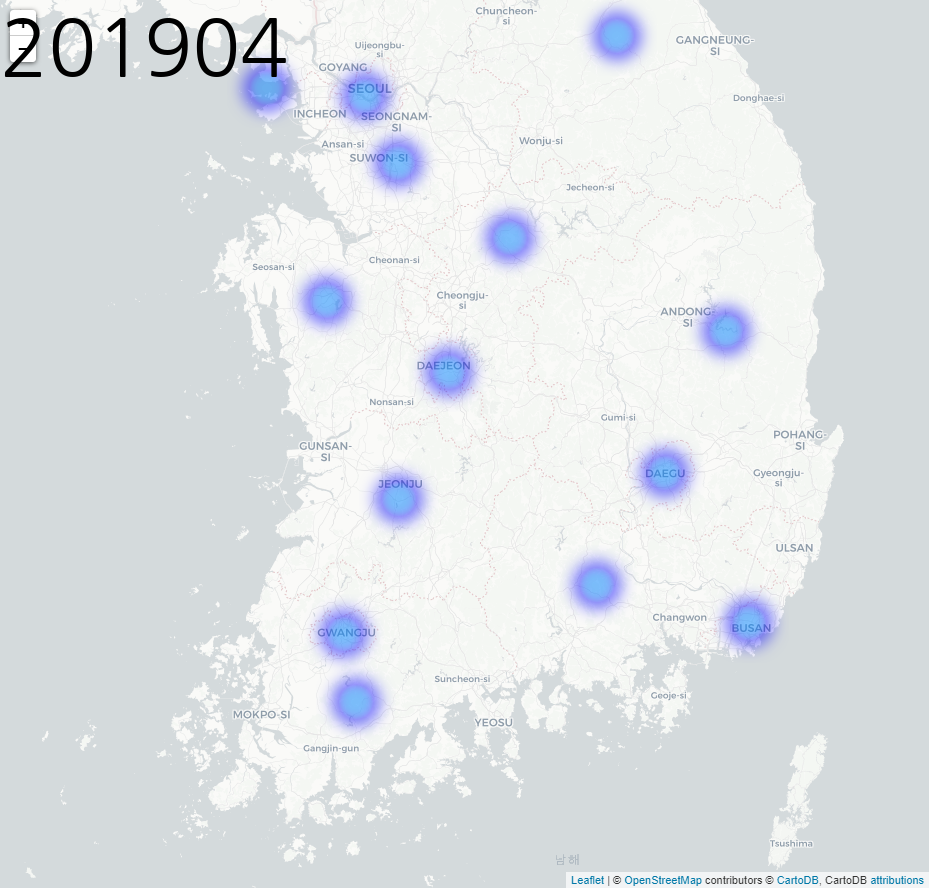 201904
+
−
Chuncheon-
si
GANGNEUNG-
SI
Uijeongbu-
si
GOYANG
SEOUL
Donghae-si
INCHEON
SEONGNAM-
SI
Ansan-si
Wonju-si
SUWON-SI
Jecheon-si
Cheonan-si
Seosan-si
Cheongju-
si
ANDONG-
SI
DAEJEON
Nonsan-si
Gumi-si
POHANG-
SI
GUNSAN-
SI
DAEGU
Gyeongju-
si
JEONJU
ULSAN
Changwon
BUSAN
GWANGJU
Suncheon-si
Geoje-si
MOKPO-SI
YEOSU
Gangjin-gun
Tsushima
남해
Leaflet | © OpenStreetMap contributors © CartoDB, CartoDB attributions